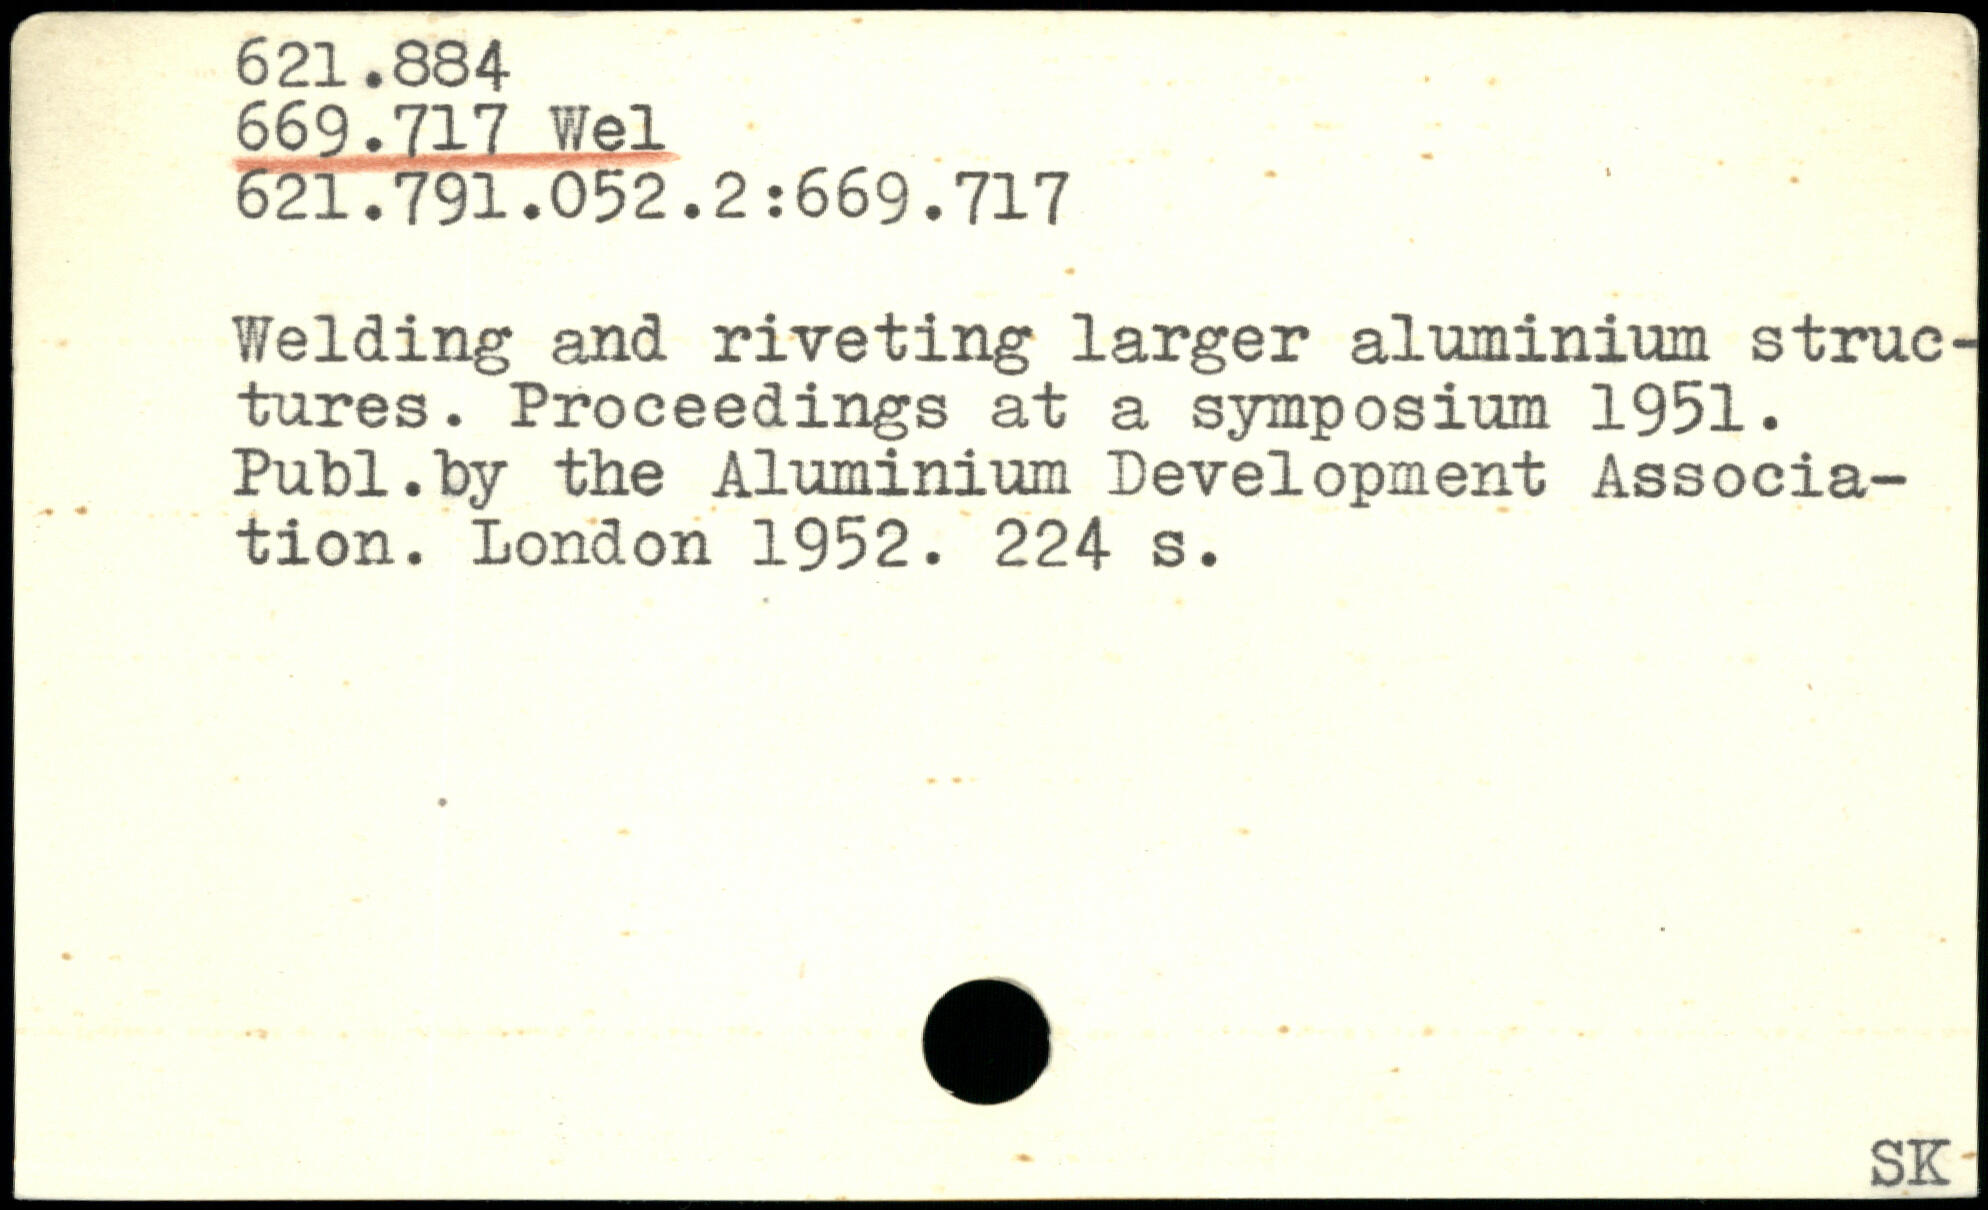 621.884
669.717 Wel
621.791.052.2:669.717
Welding and riveting larger aluminium struc-
tures. Proceedings at a symposium 1951.
Publ.by the Aluminium Development Associa-
tion. London 1952. 224 s.
SK